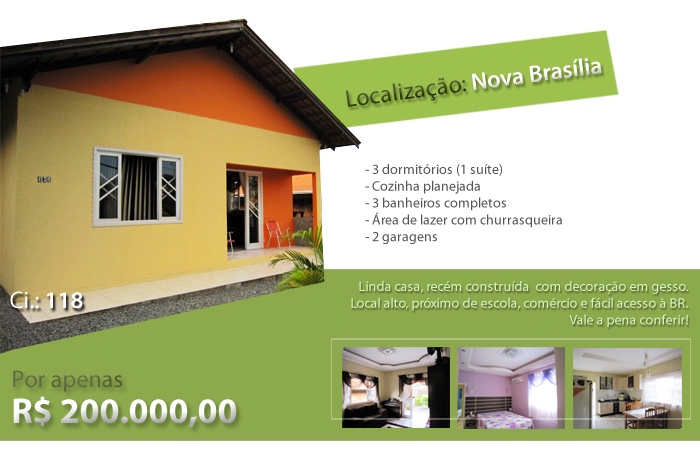 Localização: Nova Brasília
- 3 dormitórios (1 suíte)
- Cozinha planejada
- 3 banheiros completos
- Área de lazer com churrasqueira
- 2 garagens
Linda casa, recém construída com decoração em gesso.
Local alto, próximo de escola, comércio e fácil acesso à BR.
Vale a pena conferir!
Ci.: 118
Por apenas
R$ 200.000,00